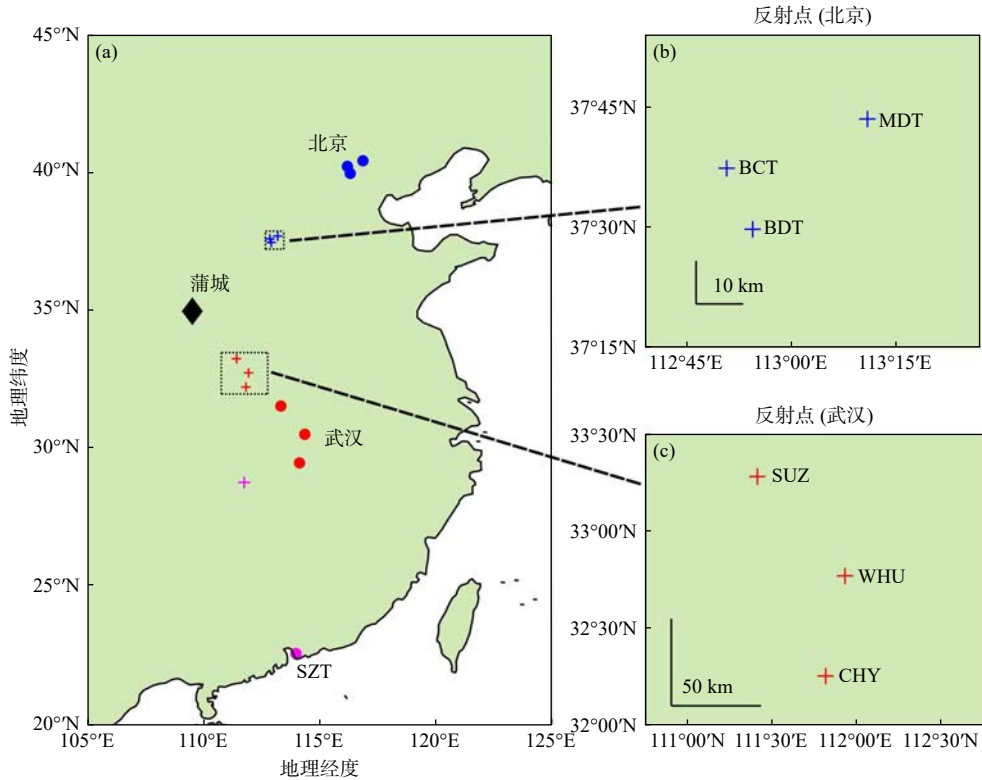 45°N
(a)
40°N
35°N
30°N
25°N
20°N
105°E
110°E
115°E
120°E
125°E
地理纬度
地理经度
北京
蒲城
武汉
SZT
反射点 (北京)
(b)
37°45′N
37°30′N
37°15′N
MDT
BCT
BDT
10 km
112°45′E
113°00′E
113°15′E
反射点 (武汉)
(c)
33°30′N
33°00′N
32°30′N
32°00′N
SUZ
WHU
CHY
50 km
111°00′E
111°30′E
112°00′E
112°30′E